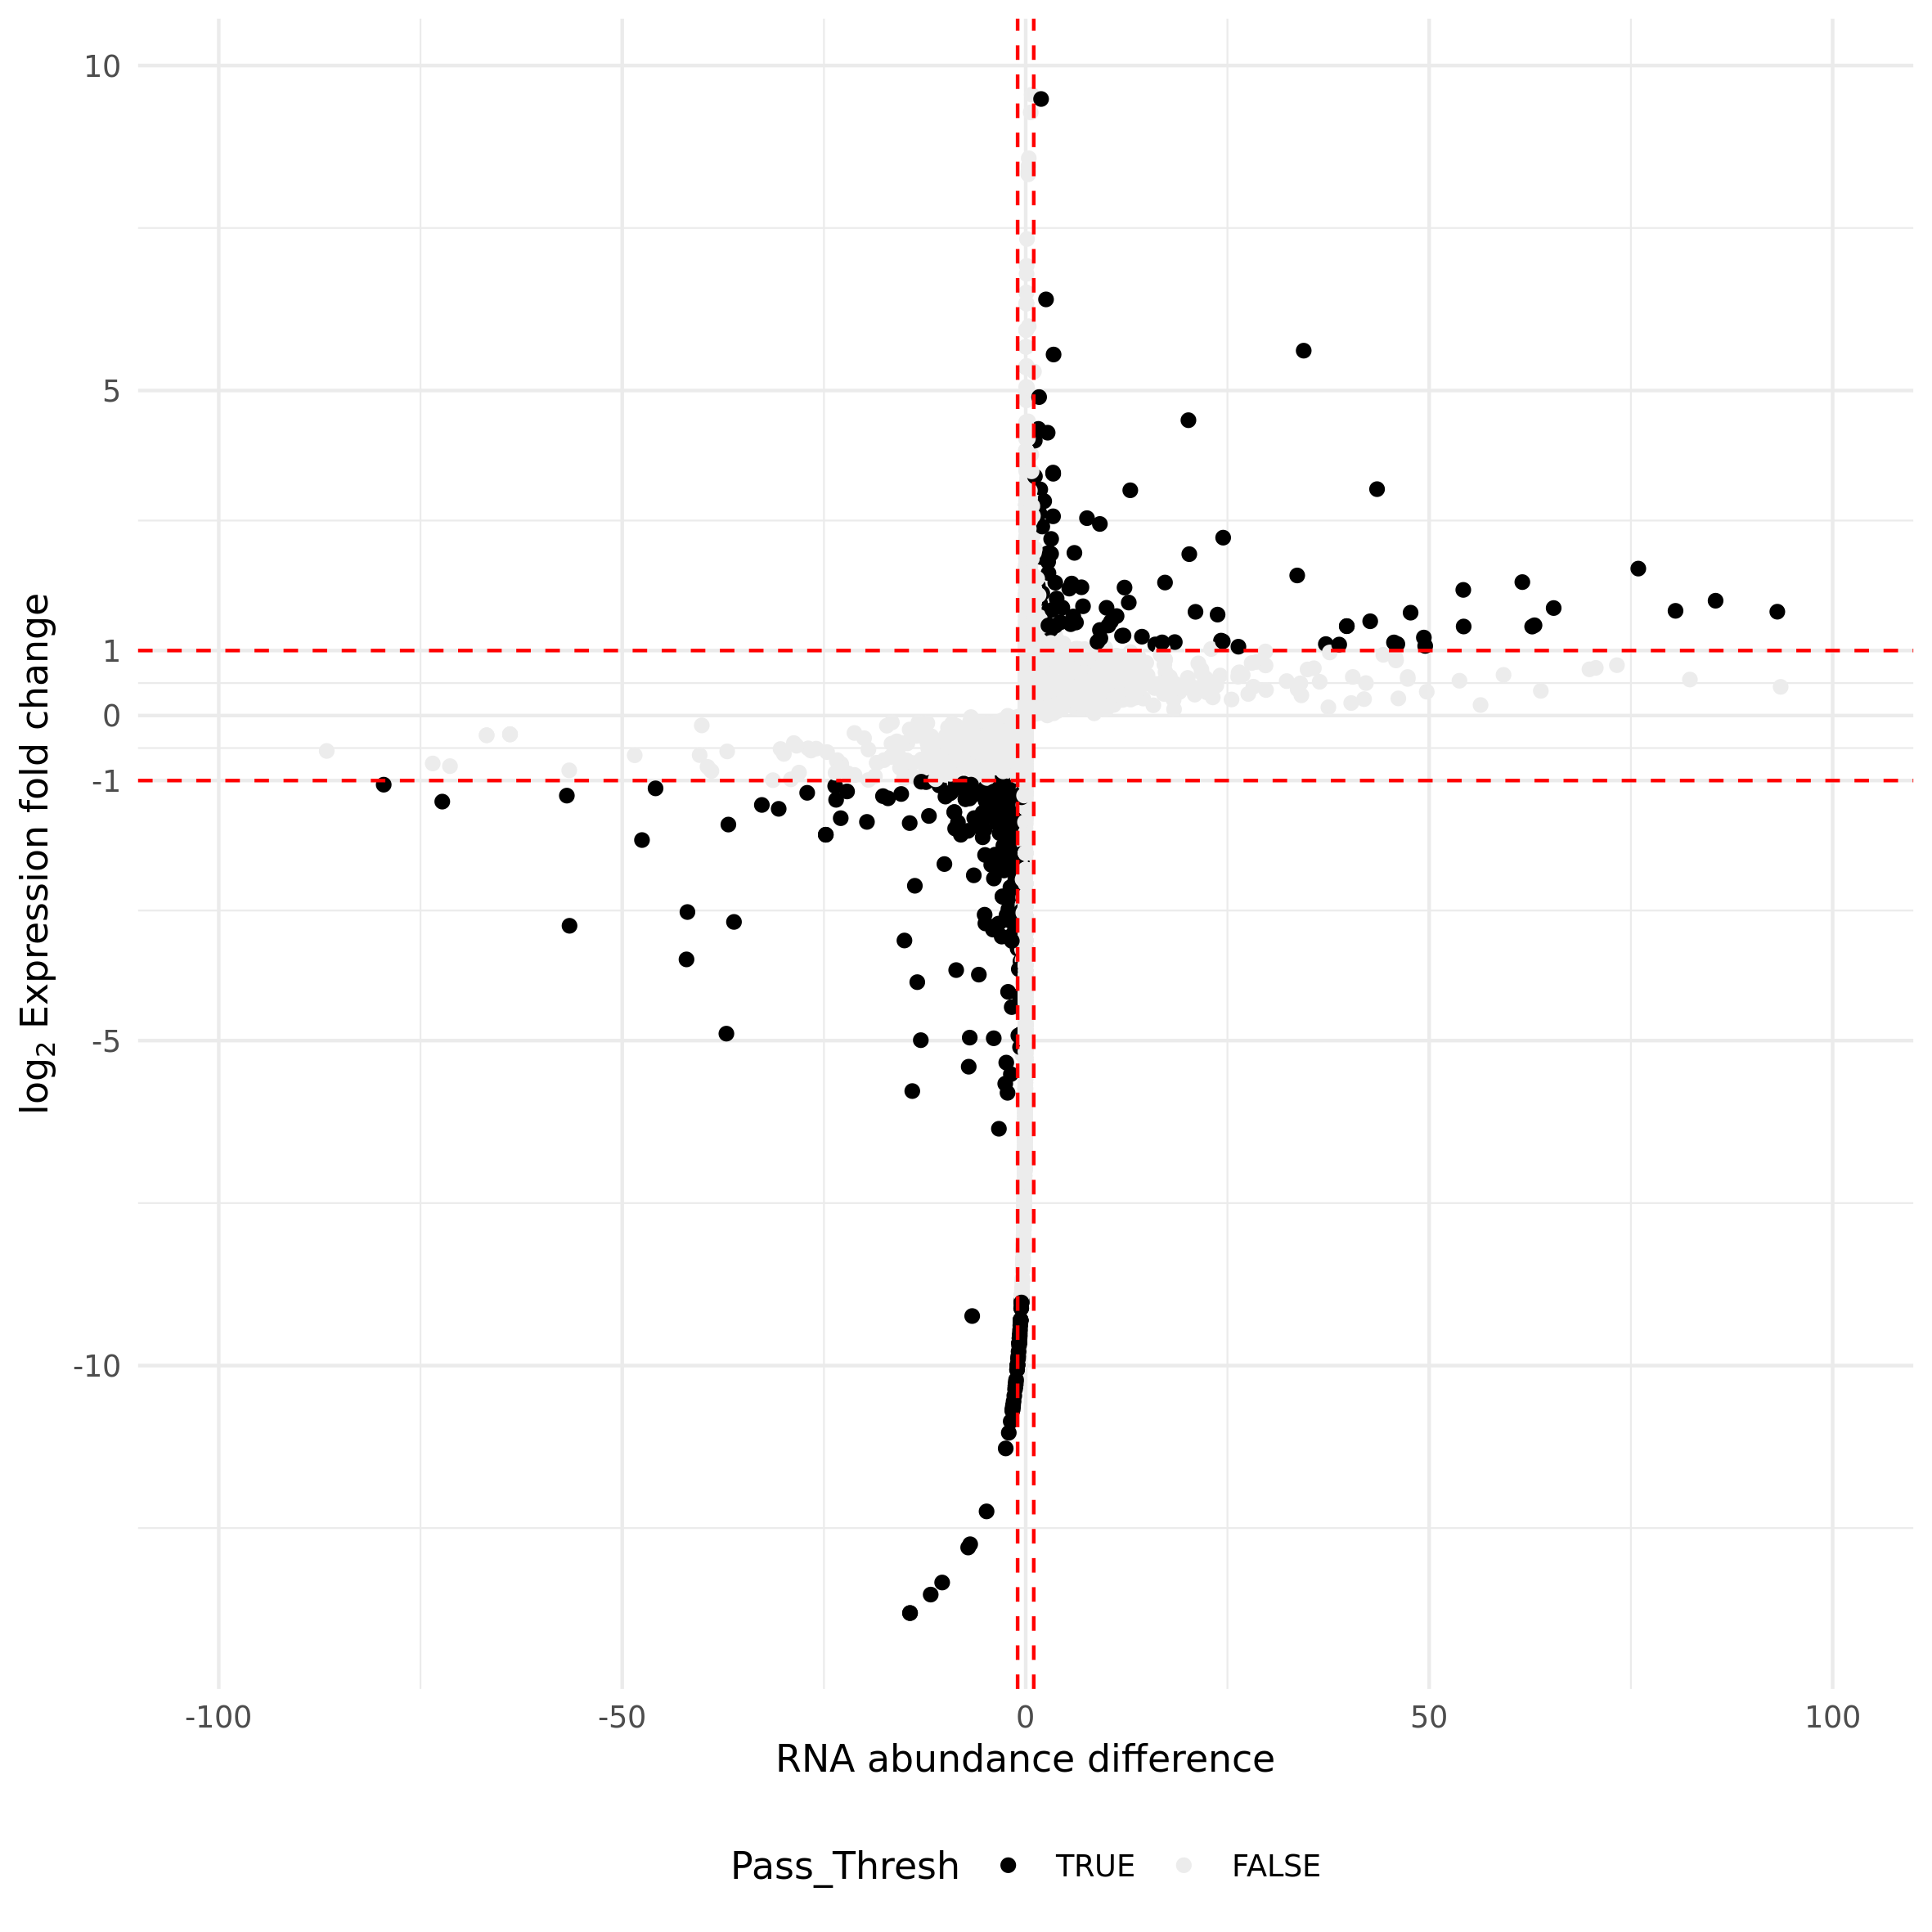 log₂ Expression fold change
10
5
1
0
-1
-5
-10
-100 -50 0 50 100
RNA abundance difference
Pass_Thresh TRUE FALSE